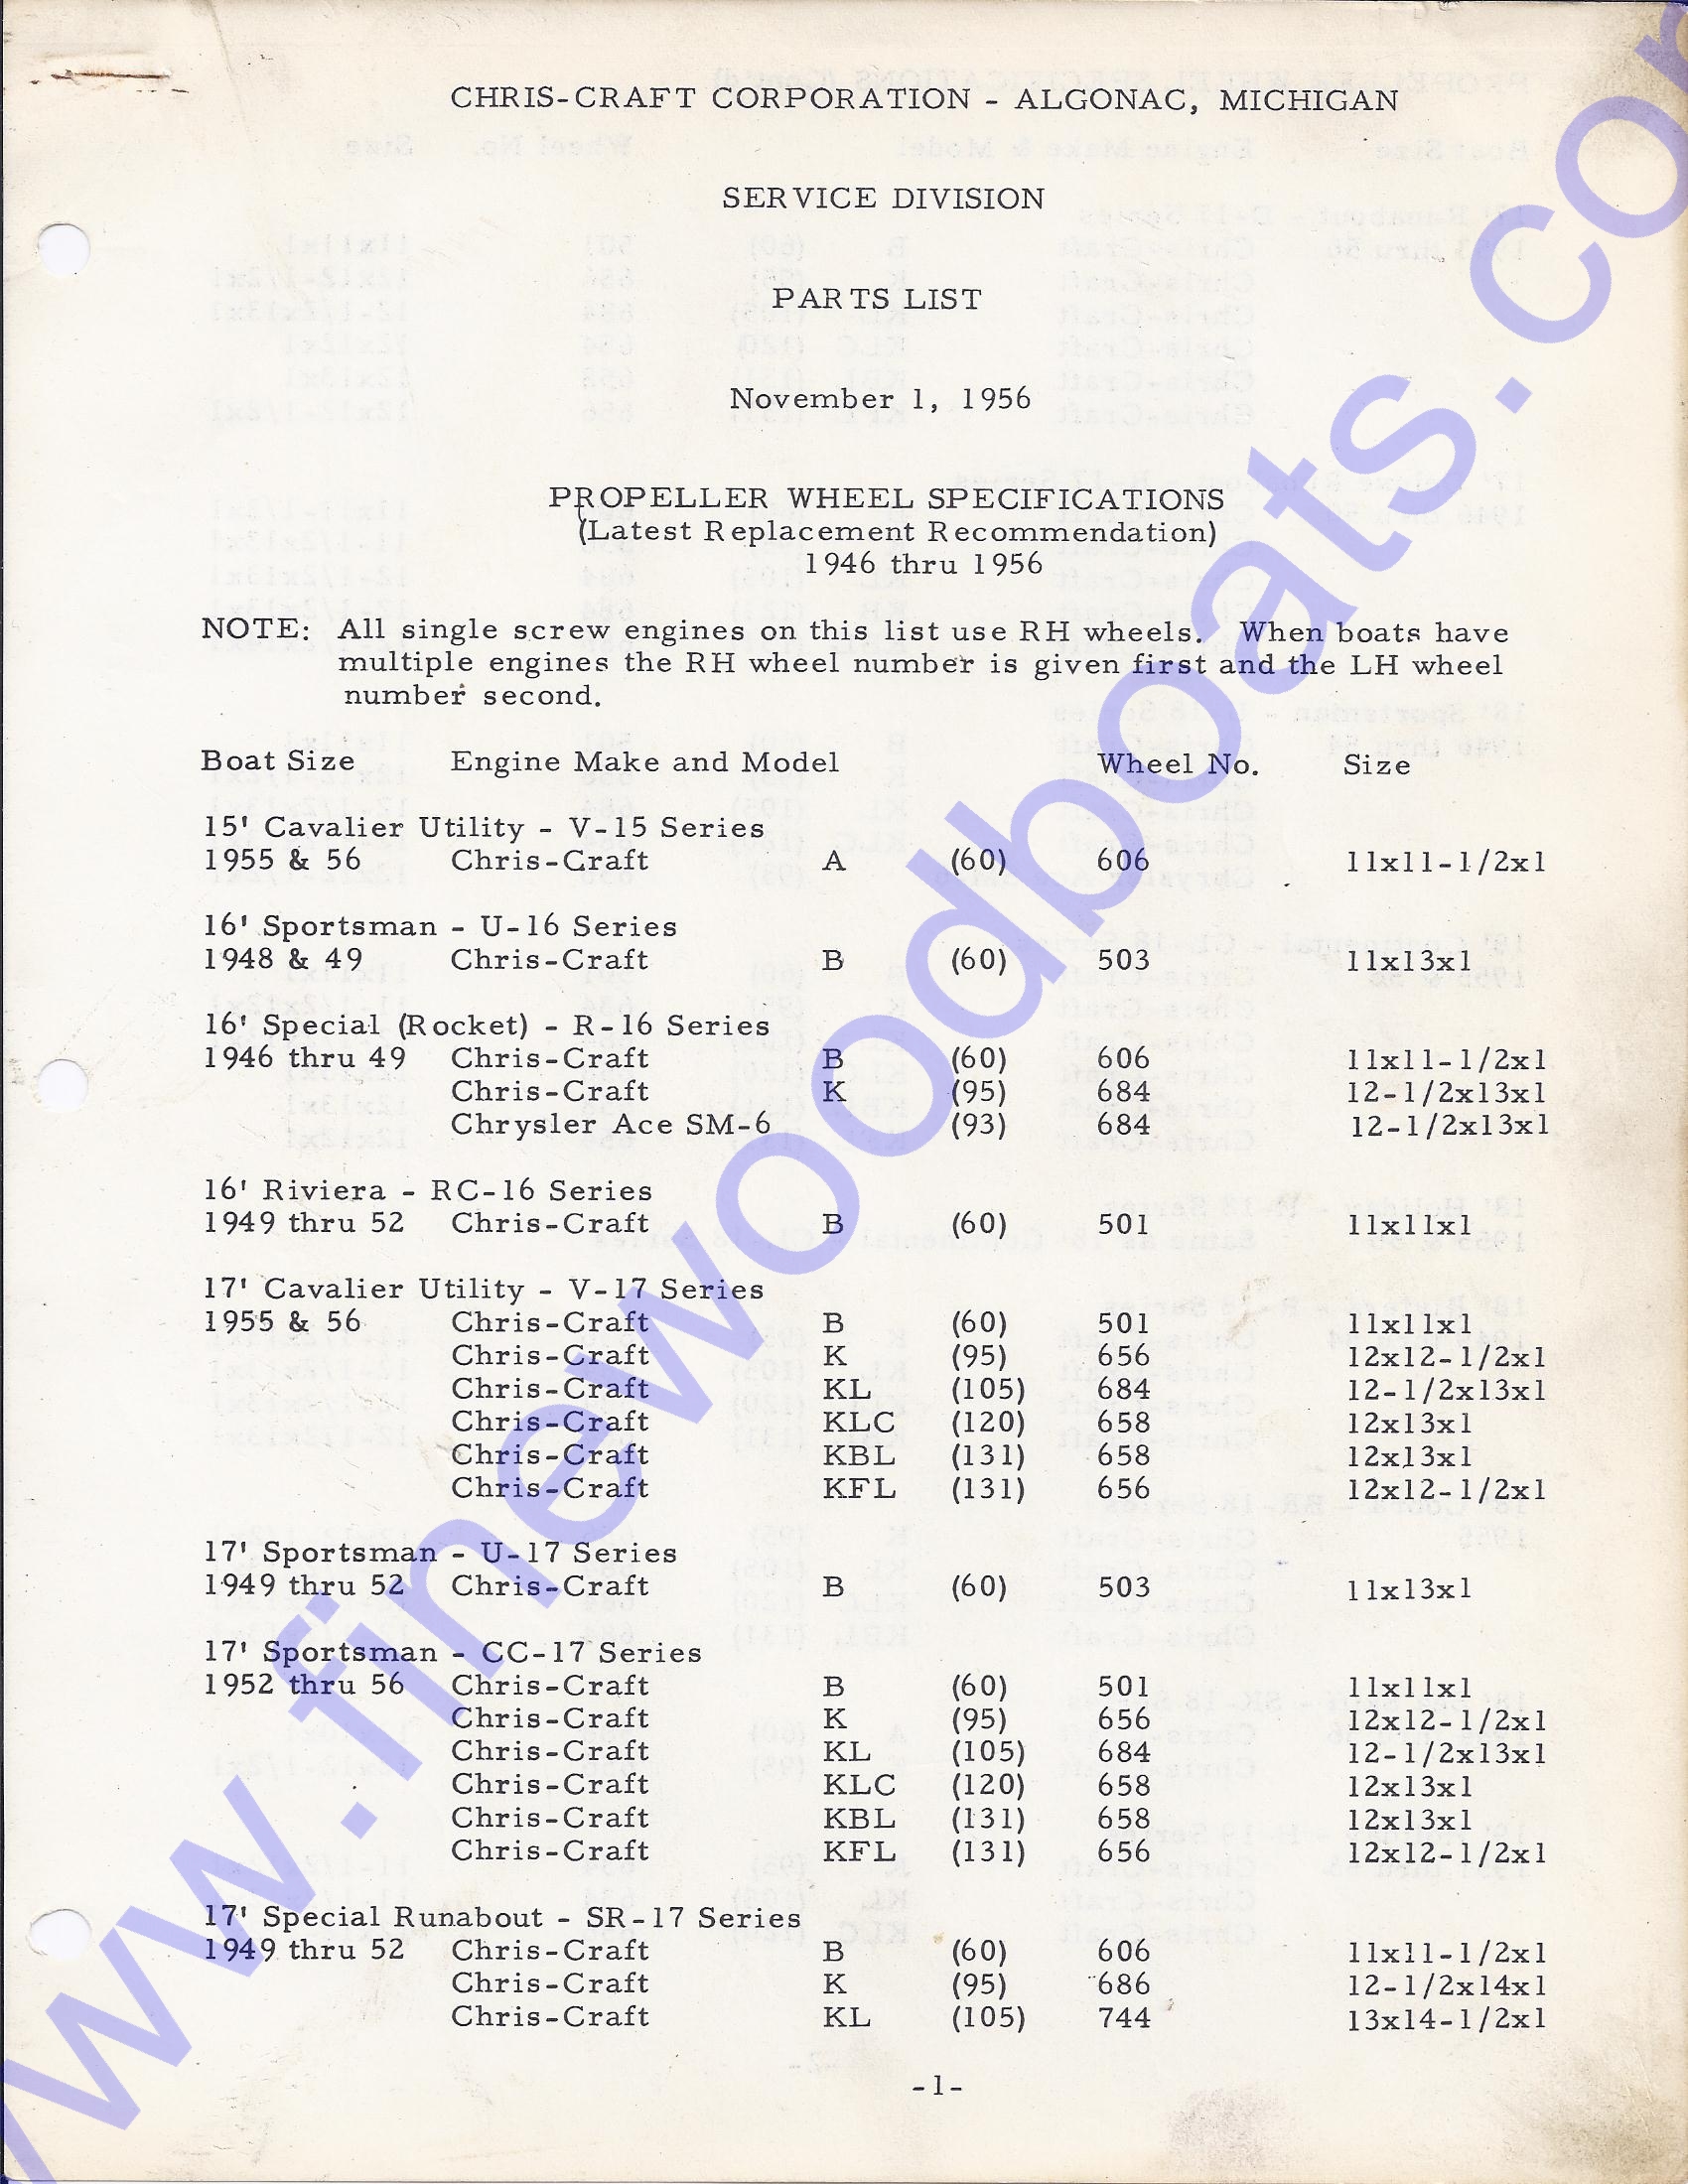 CHRIS-CRAFT CORPORATION - ALGONAC, MICHIGAN
SERVICE DIVISION
PARTS LIST
November 1, 1956
PROPELLER WHEEL SPECIFICATIONS
(Latest Replacement Recommendation)
1946 thru 1956
NOTE: All single screw engines on this list use RH wheels. When boats have
multiple engines the RH wheel number is given first and the LH wheel
number second.
Boat Size Engine Make and Model Wheel No. Size
15' Cavalier Utility - V-15 Series
1955 & 56 Chris-Craft A (60) 606 11x11-1/2x1
16' Sportsman - U-16 Series
1948 & 49 Chris-Craft B (60) 503 11x13x1
16' Special (Rocket) - R-16 Series
1946 thru 49 Chris-Craft B (60) 606 11x11-1/2x1
Chris-Craft K (95) 684 12-1/2x13x1
Chrysler Ace SM-6 (93) 684 12-1/2x13x1
16' Riviera - RC-16 Series
1949 thru 52 Chris-Craft B (60) 501 11x11x1
17' Cavalier Utility - V-17 Series
1955 & 56 Chris-Craft B (60) 501 11x11x1
Chris-Craft K (95) 656 12x12-1/2x1
Chris-Craft KL (105) 684 12-1/2x13x1
Chris-Craft KLC (120) 658 12x13x1
Chris-Craft KBL (131) 658 12x13x1
Chris-Craft KFL (131) 656 12x12-1/2x1
17' Sportsman - U-17 Series
1949 thru 52 Chris-Craft B (60) 503 11x13x1
17' Sportsman - CC-17 Series
1952 thru 56 Chris-Craft B (60) 501 11x11x1
Chris-Craft K (95) 656 12x12-1/2x1
Chris-Craft KL (105) 684 12-1/2x13x1
Chris-Craft KLC (120) 658 12x13x1
Chris-Craft KBL (131) 658 12x13x1
Chris-Craft KFL (131) 656 12x12-1/2x1
17' Special Runabout - SR-17 Series
1949 thru 52 Chris-Craft B (60) 606 11x11-1/2x1
Chris-Craft K (95) 686 12-1/2x14x1
Chris-Craft KL (105) 744 13x14-1/2x1
-1-
www.finewoodboats.com